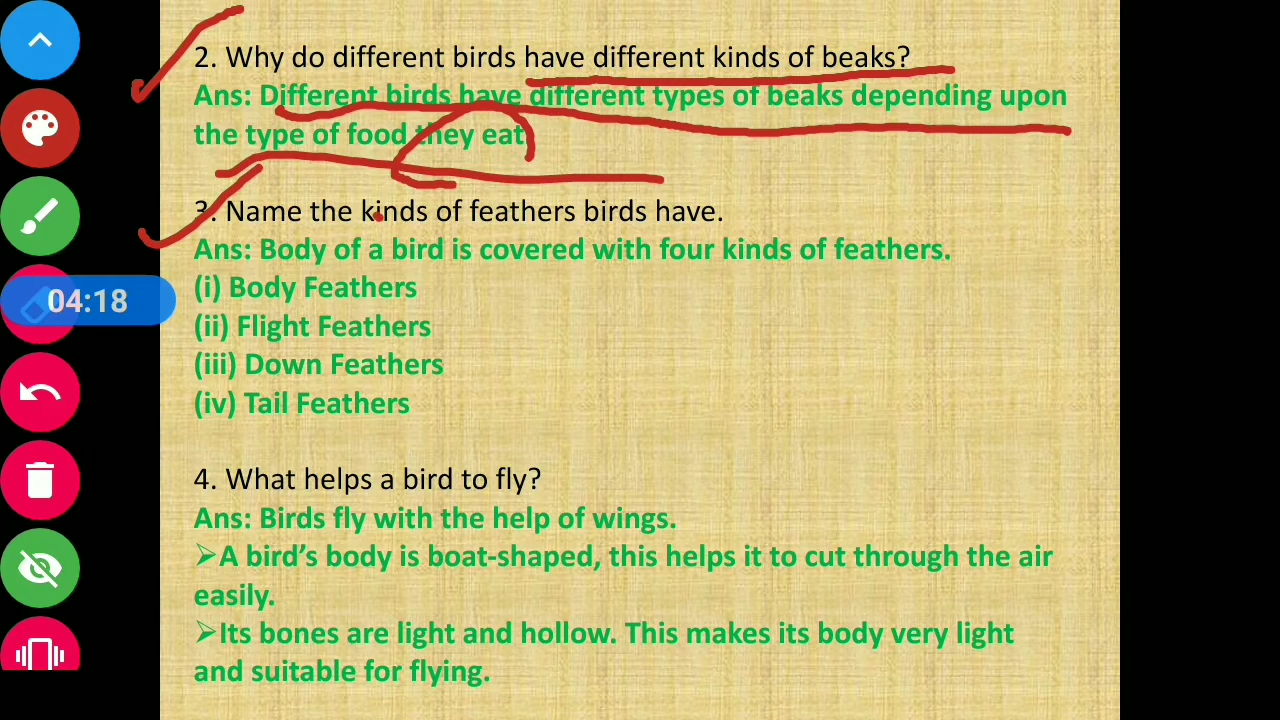 2. Why do different birds have different kinds of beaks?
Ans: Different birds have different types of beaks depending upon
the type of food they eat.
3. Name the kinds of feathers birds have.
Ans: Body of a bird is covered with four kinds of feathers.
(i) Body Feathers
04:18
(ii) Flight Feathers
(iii) Down Feathers
(iv) Tail Feathers
4. What helps a bird to fly?
Ans: Birds fly with the help of wings.
➢A bird’s body is boat-shaped, this helps it to cut through the air
easily.
➢Its bones are light and hollow. This makes its body very light
and suitable for flying.